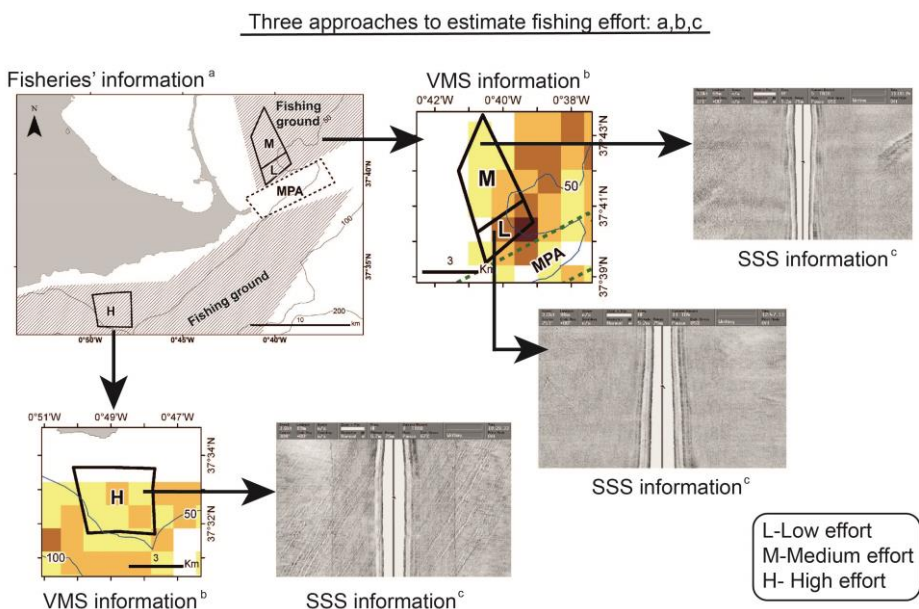 Three approaches to estimate fishing effort: a,b,c
Fisheries' information a
VMS information b
0°42'W 0°40'W 0°38'W
N
Fishing
ground
50
M
L
MPA
100
37°40'N
37°35'N
Fishing ground
H
200
10
km
0°50'W 0°45'W 0°40'W
M
50
L
MPA
3
Km
37°43'N
37°41'N
37°39'N
SSS information c
SSS information c
0°51'W 0°49'W 0°47'W
H
50
100
3
Km
37°34'N
37°32'N
VMS information b
SSS information c
L-Low effort
M-Medium effort
H- High effort